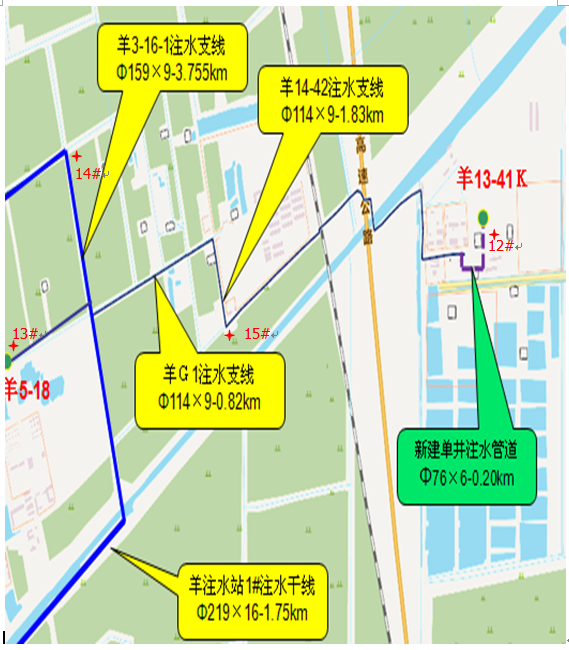 羊3-16-1注水支线
Φ159×9-3.755km
羊14-42注水支线
Φ114×9-1.83km
高速公路
14#
羊13-41K
12#
13#
15#
羊5-18
羊G1注水支线
Φ114×9-0.82km
新建单井注水管道
Φ76×6-0.20km
羊注水站1#注水干线
Φ219×16-1.75km